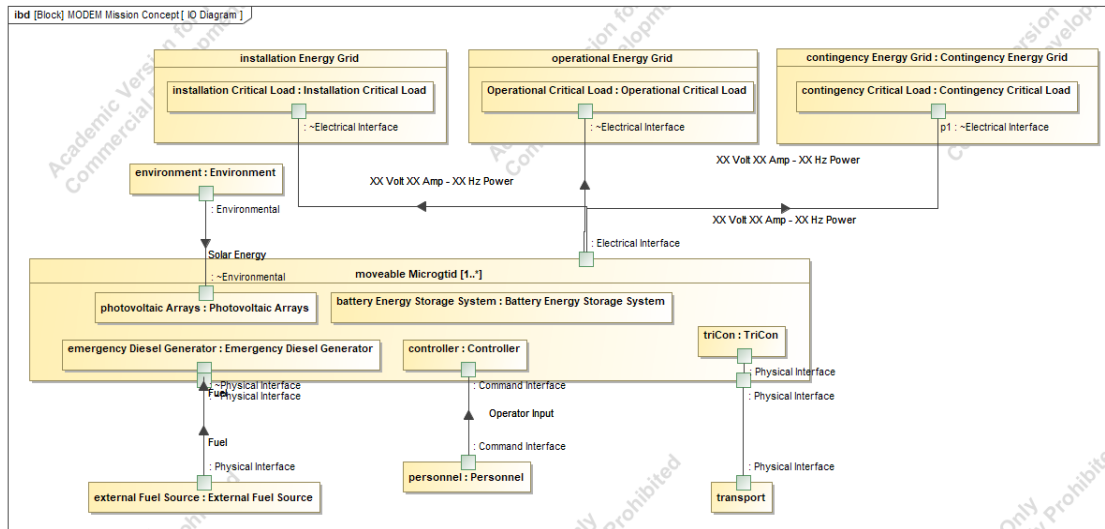 ibd [Block] MODEM Mission Concept [ IO Diagram ]
installation Energy Grid
operational Energy Grid
contingency Energy Grid : Contingency Energy Grid
installation Critical Load : Installation Critical Load
Operational Critical Load : Operational Critical Load
contingency Critical Load : Contingency Critical Load
: ~Electrical Interface
: ~Electrical Interface
p1 : ~Electrical Interface
Academic Version for
Commercial
environment : Environment
XX Volt XX Amp - XX Hz Power
XX Volt XX Amp - XX Hz Power
: Environmental
XX Volt XX Amp - XX Hz Power
: Electrical Interface
Solar Energy
moveable Microgtid [1..*]
: ~Environmental
photovoltaic Arrays : Photovoltaic Arrays
battery Energy Storage System : Battery Energy Storage System
triCon : TriCon
emergency Diesel Generator : Emergency Diesel Generator
controller : Controller
: Physical Interface
: ~Physical Interface
: Command Interface
Fuel
: ~Physical Interface
: Physical Interface
Operator Input
Fuel
: Command Interface
: Physical Interface
: Physical Interface
personnel : Personnel
external Fuel Source : External Fuel Source
transport
Only
Prohibited